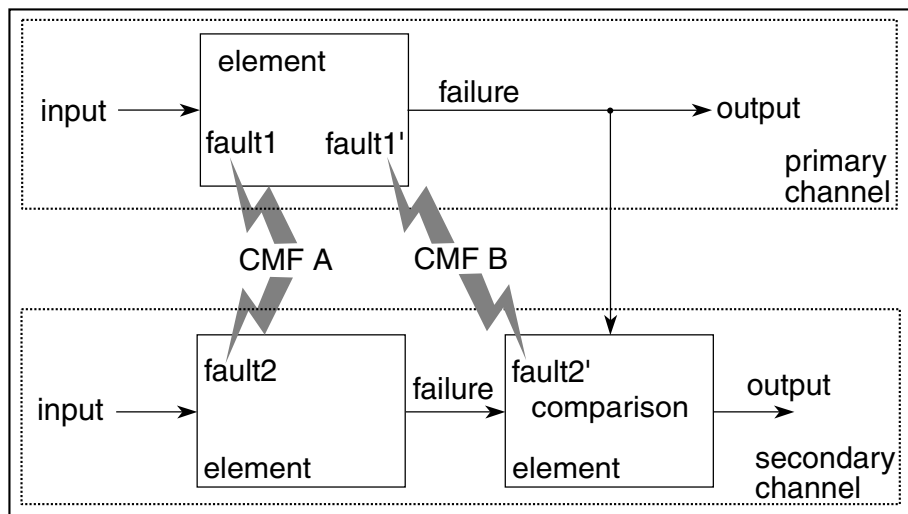 element
failure
input
output
fault1
fault1'
primary
channel
CMF A
CMF B
fault2
fault2'
failure
output
input
comparison
element
element
secondary
channel